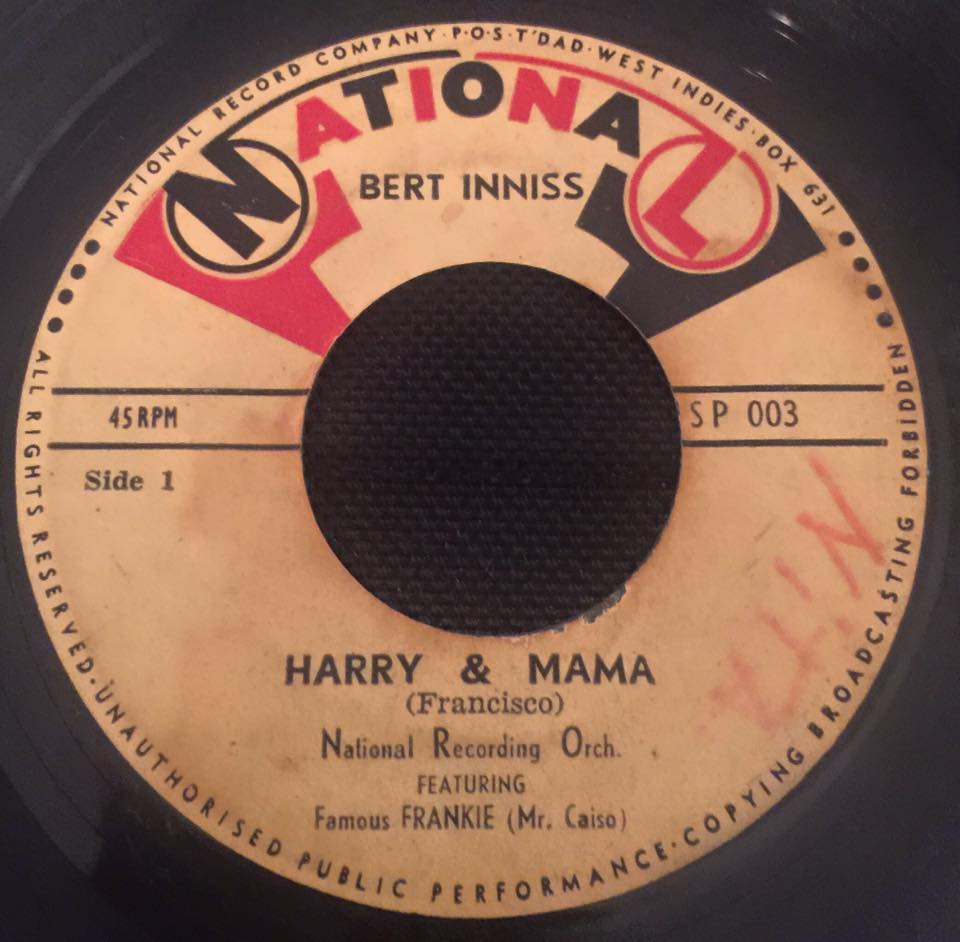 NATIONAL RECORD COMPANY · P·O·S·T'DAD · WEST INDIES · BOX 631
NATIONAL
BERT INNISS
45 RPM
SP 003
Side 1
HARRY & MAMA
(Francisco)
National Recording Orch.
FEATURING
Famous FRANKIE (Mr. Caiso)
ALL RIGHTS RESERVED · UNAUTHORISED PUBLIC PERFORMANCE · COPYING BROADCASTING FORBIDDEN